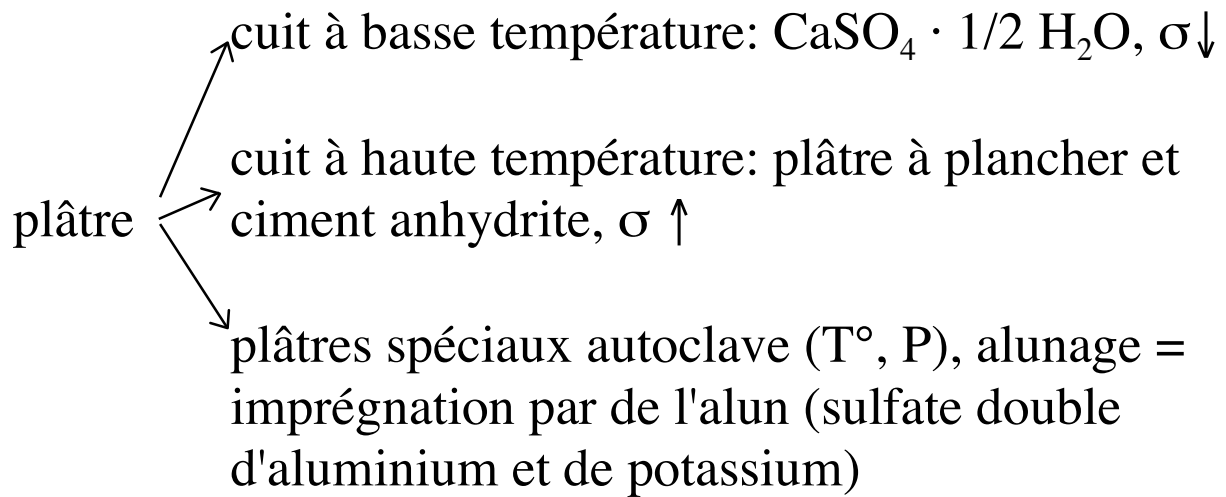 cuit à basse température: CaSO₄ · 1/2 H₂O, σ↓
cuit à haute température: plâtre à plancher et
plâtre
ciment anhydrite, σ ↑
plâtres spéciaux autoclave (T°, P), alunage =
imprégnation par de l'alun (sulfate double
d'aluminium et de potassium)